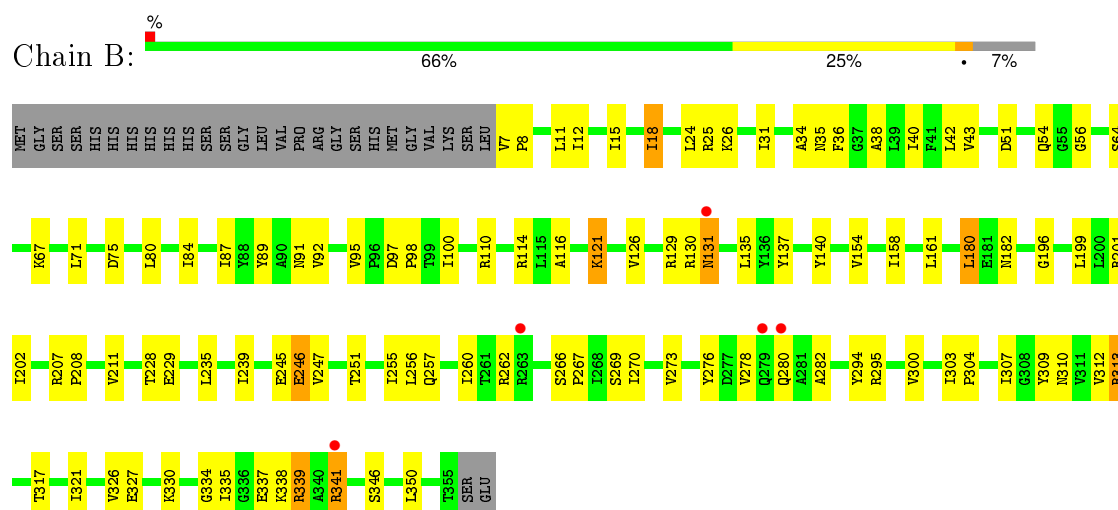 %
Chain B:
66% 25% • 7%
MET GLY SER SER HIS HIS HIS HIS HIS HIS SER SER GLY LEU VAL PRO ARG GLY SER HIS MET GLY VAL LYS SER LEU V7 P8 L11 I12 I15 I18 L24 R25 K26 I31 A34 N35 F36 G37 A38 L39 I40 F41 L42 V43 D51 Q54 G55 G56 S64
K67 L71 D75 L80 I84 I87 Y88 Y89 A90 N91 V92 V95 P96 D97 P98 T99 I100 R110 R114 L115 A116 K121 V126 R129 R130 N131 L135 Y136 Y137 Y140 V154 I158 L161 L180 E181 N182 G196 L199 L200 R201
I202 R207 P208 V211 T228 E229 L235 I239 E245 E246 V247 T251 I255 L256 Q257 I260 T261 R262 R263 S266 P267 I268 S269 I270 V273 Y276 D277 V278 Q279 Q280 A281 A282 Y294 R295 V300 I303 P304 I307 G308 Y309 N310 V311 V312 R313
T317 I321 V326 E327 K330 G334 I335 G336 E337 K338 R339 A340 R341 S346 L350 T355 SER GLU